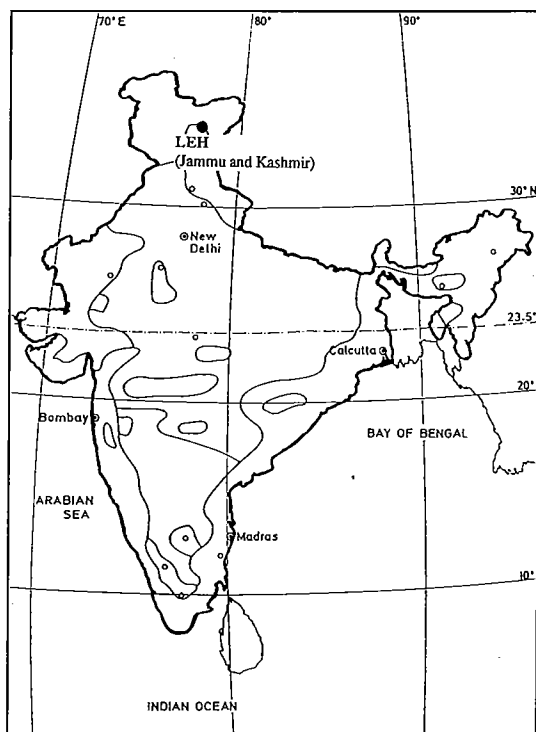 70° E
80°
90°
LEH
(Jammu and Kashmir)
30° N
New
Delhi
23.5°
Calcutta
20°
Bombay
BAY OF BENGAL
ARABIAN
SEA
Madras
10°
INDIAN OCEAN